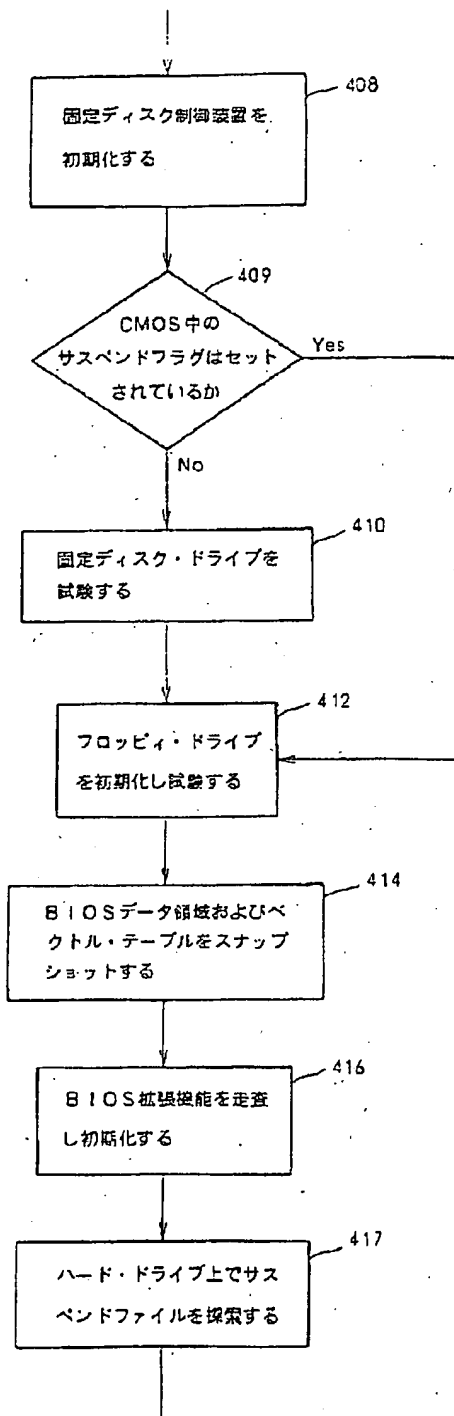 408
固定ディスク制御装置を
初期化する
409
CMOS中の
サスペンドフラグはセット
されているか
Yes
No
410
固定ディスク・ドライブを
試験する
412
フロッピィ・ドライブ
を初期化し試験する
414
BIOSデータ領域およびベ
クトル・テーブルをスナップ
ショットする
416
BIOS拡張機能を走査
し初期化する
417
ハード・ドライブ上でサス
ペンドファイルを探索する